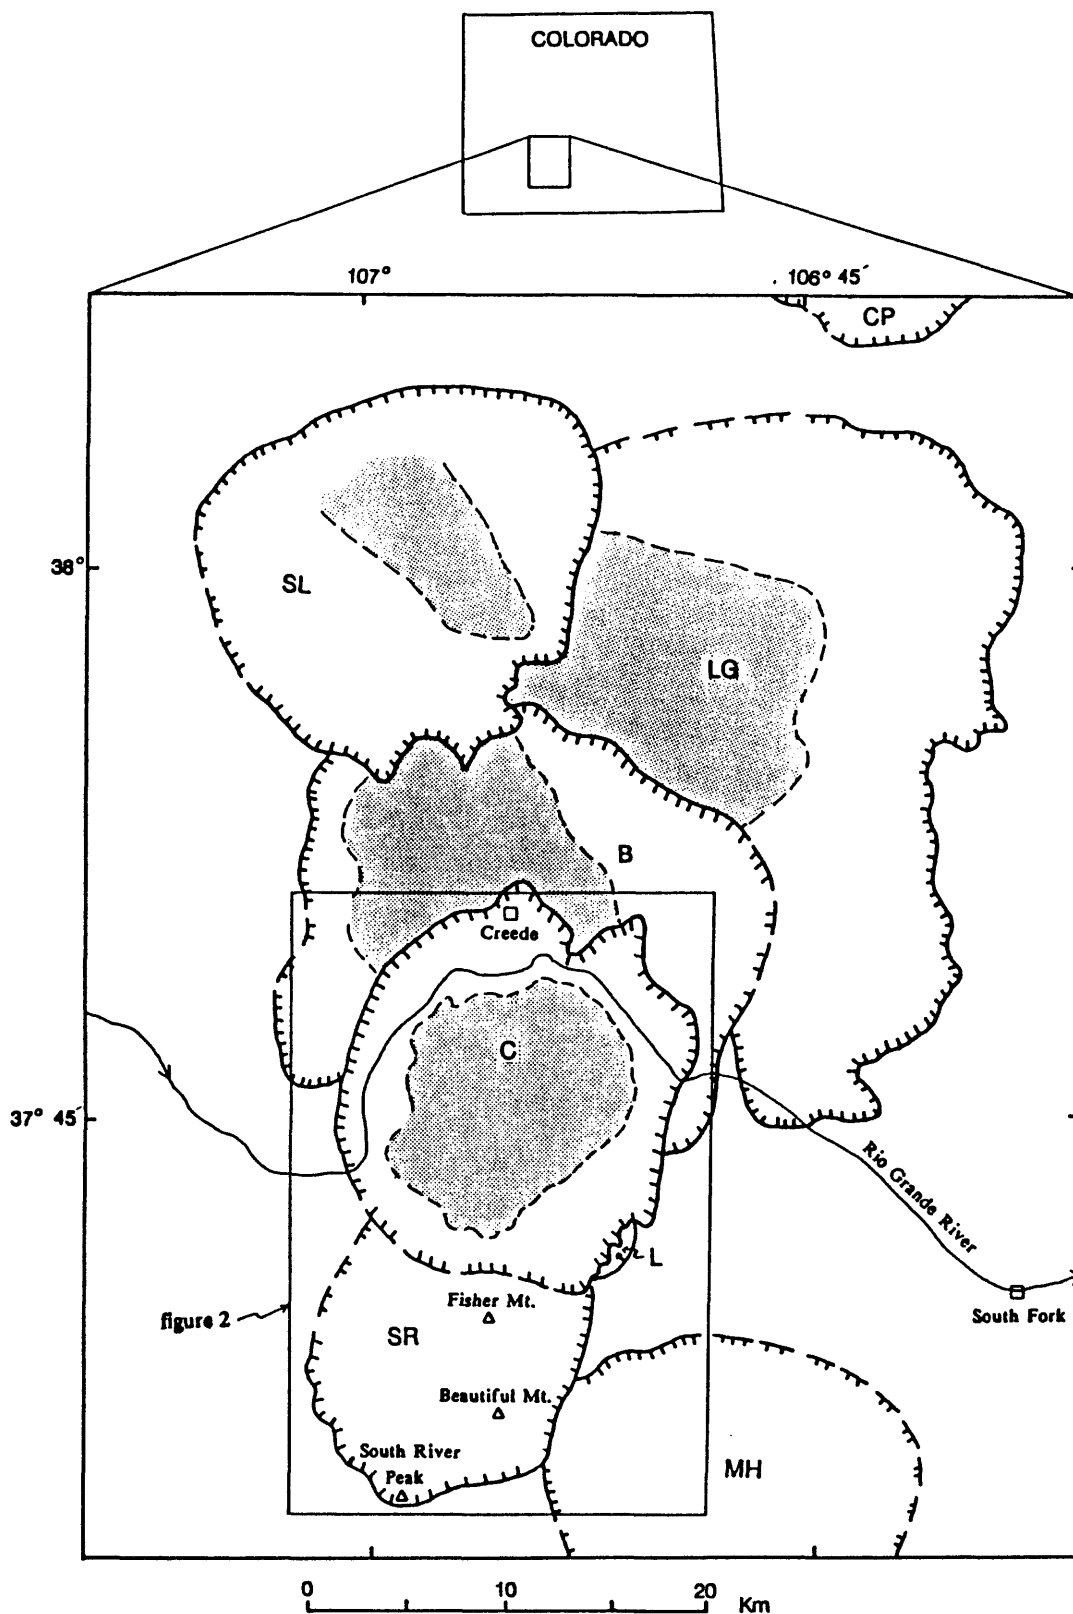 COLORADO
107°
106° 45´
CP
38°
SL
LG
B
Creede
C
37° 45´
Rio Grande River
L
figure 2
Fisher Mt.
South Fork
SR
Beautiful Mt.
South River
Peak
MH
0 10 20 Km